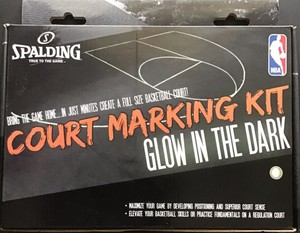 SPALDING
TRUE TO THE GAME
NBA
BRING THE GAME HOME... IN JUST MINUTES CREATE A FULL SIZE BASKETBALL COURT!
COURT MARKING KIT
GLOW IN THE DARK
• MAXIMIZE YOUR GAME BY DEVELOPING POSITIONING AND SUPERIOR COURT SENSE
• ELEVATE YOUR BASKETBALL SKILLS OR PRACTICE FUNDAMENTALS ON A REGULATION COURT